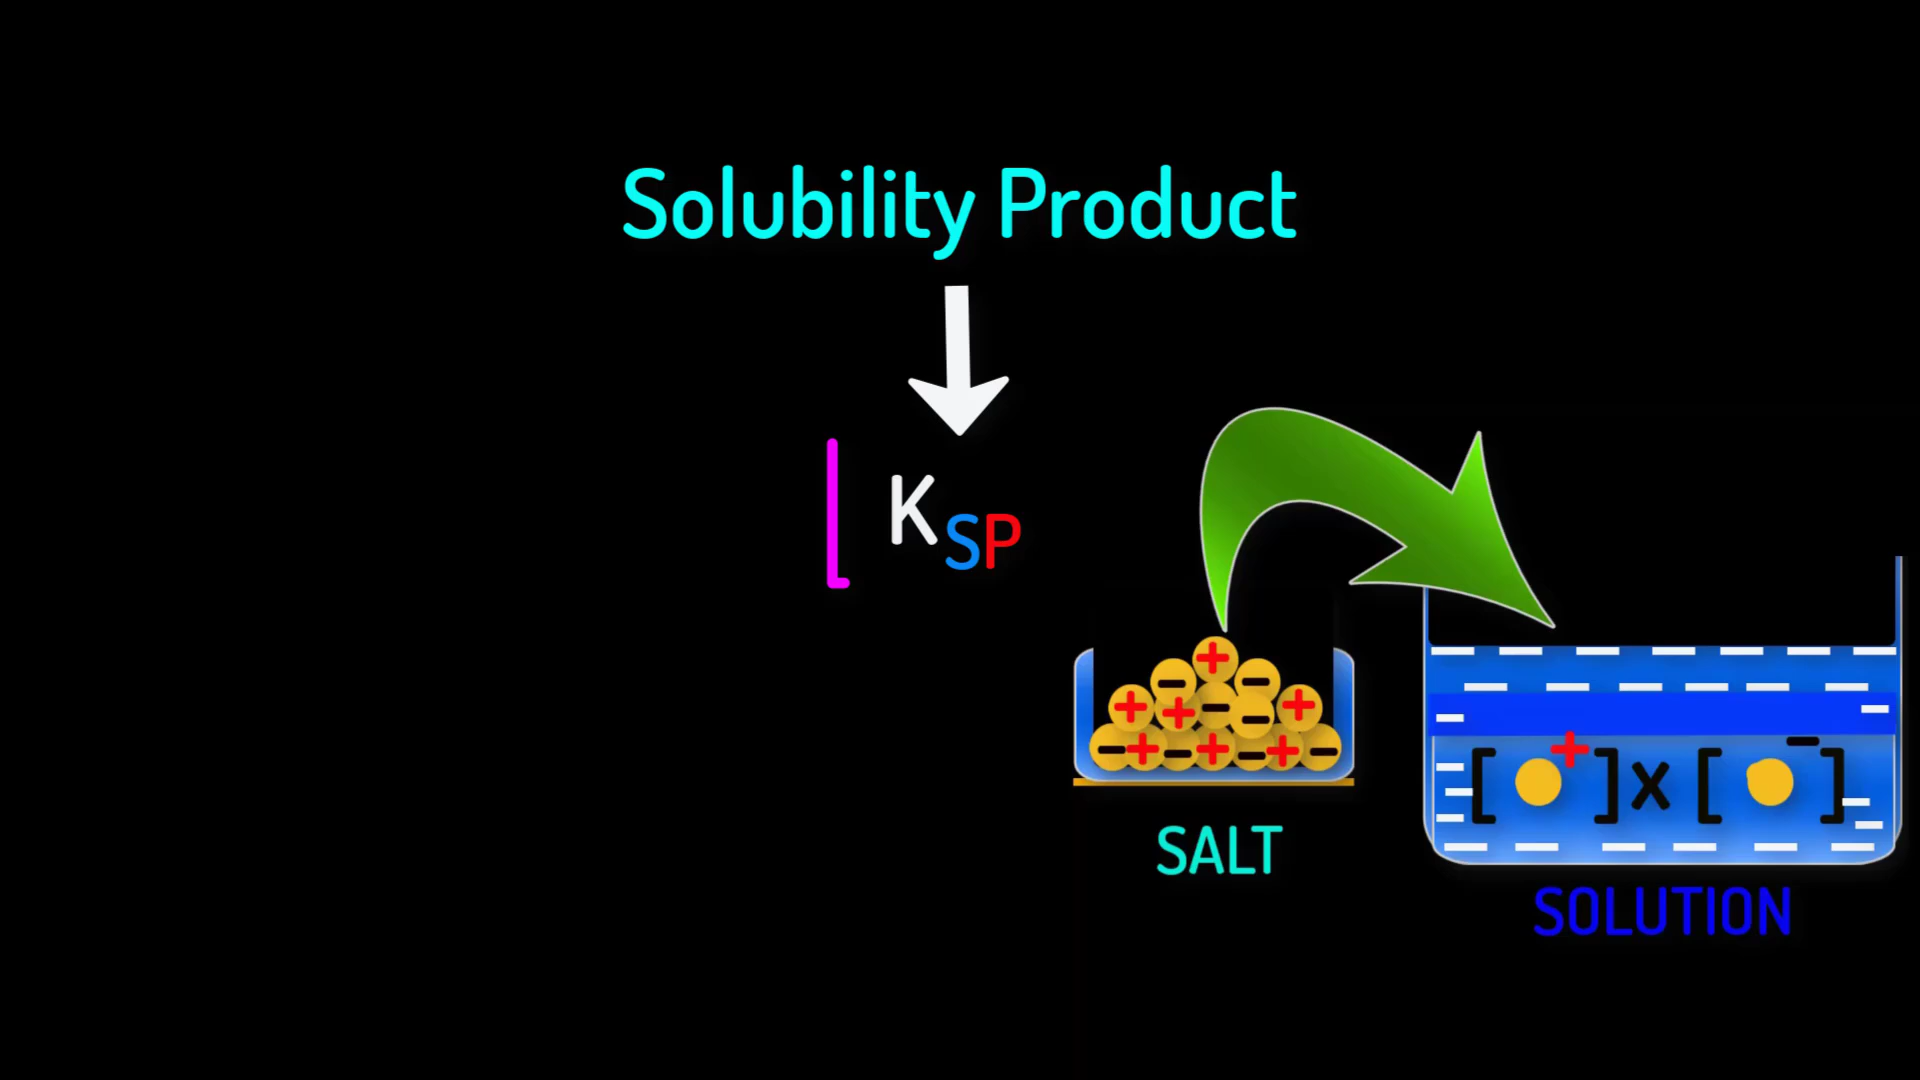 Solubility Product
[ KSP
[ + ] x [ - ]
SALT
SOLUTION